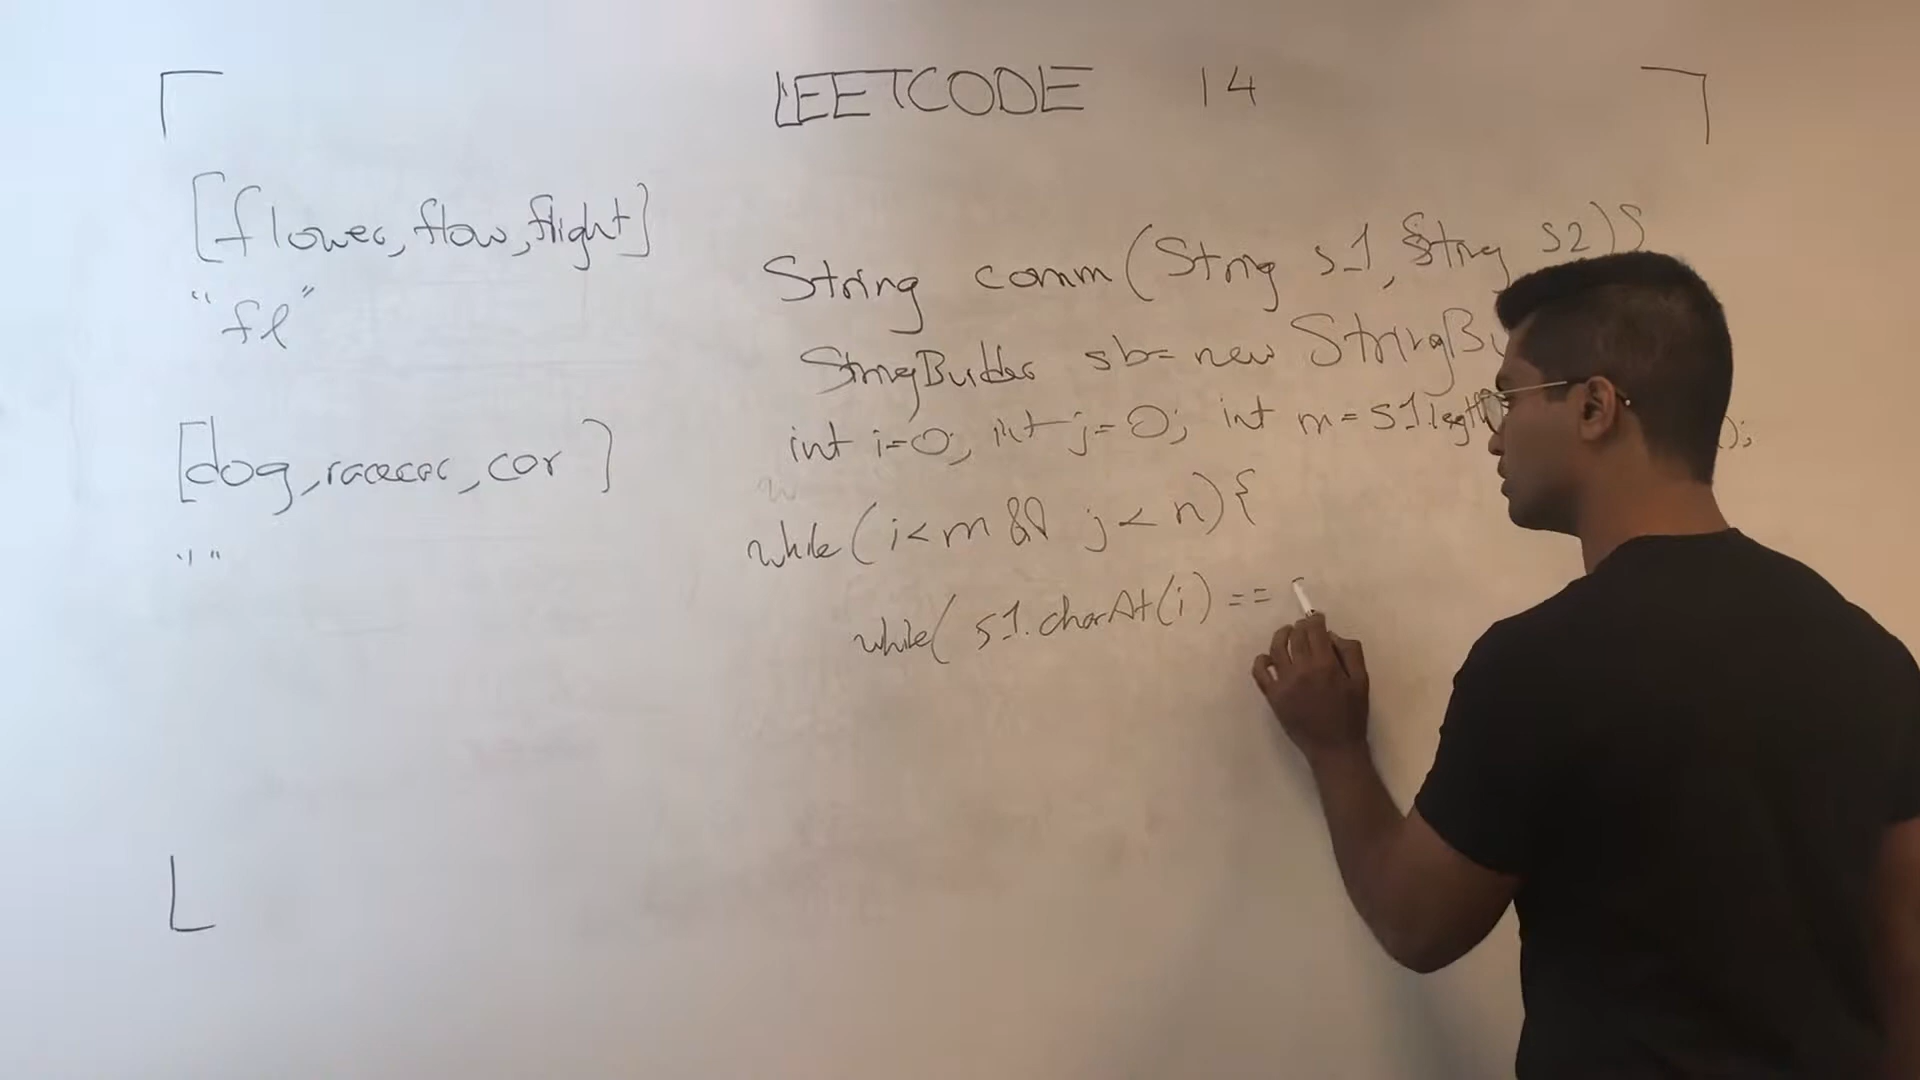 LEETCODE 14
[flower, flow, flight]
"fl"
[dog, racecar, car]
" "
String comm(String s1, String s2){
StringBuilder sb= new StringBu
int i=0; int j=0; int m= s1.length );
while(i<m && j<n){
while( s1.charAt(i) ==